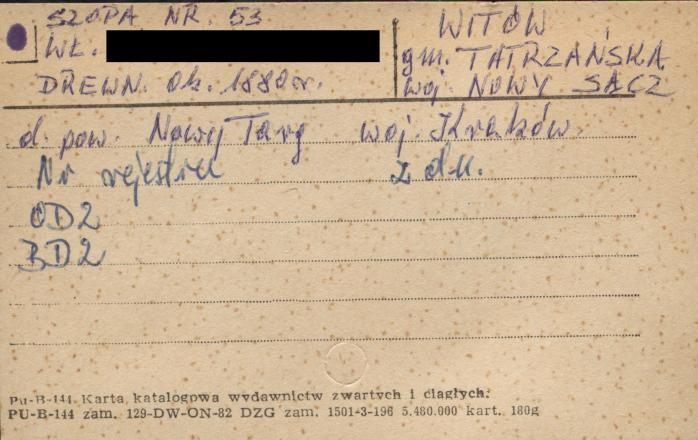 SZOPA NR. 53
WŁ.
DREWN. ok. 1880 r.
WITÓW
gm. TATRZAŃSKA
woj. NOWY SĄCZ
d. pow. Nowy Targ woj. Kraków.
Nr rejestru z dn.
OD2
BD2
Pu-B-144. Karta katalogowa wydawnictw zwartych i ciągłych.
PU-B-144 zam. 129-DW-ON-82 DZG zam. 1501-3-196 5.480.000 kart. 180g